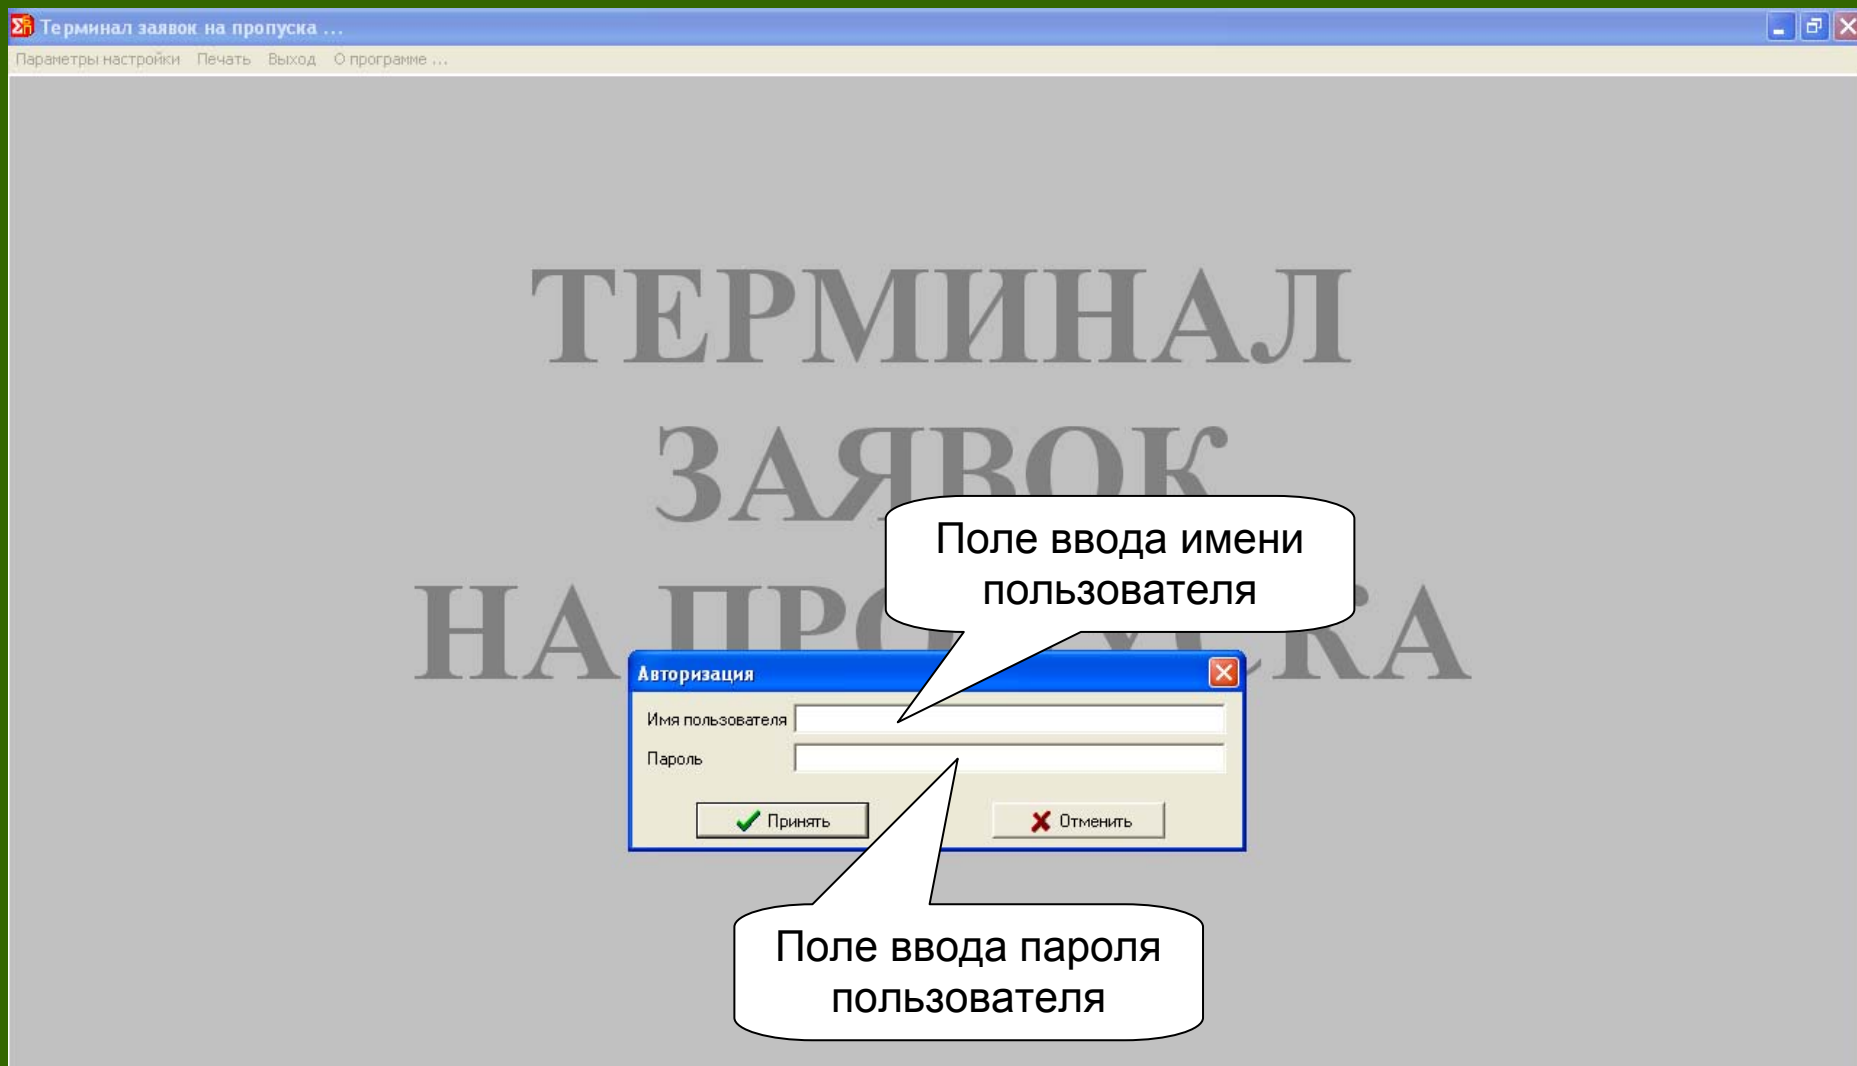 Терминал заявок на пропуска ...
Параметры настройки Печать Выход О программе ...
ТЕРМИНАЛ
ЗАЯВОК
НА ПРОПУСКА
Поле ввода имени
пользователя
Авторизация
Имя пользователя
Пароль
Принять Отменить
Поле ввода пароля
пользователя